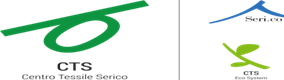 CTS
Centro Tessile Serico
Seri.co
CTS
Eco System